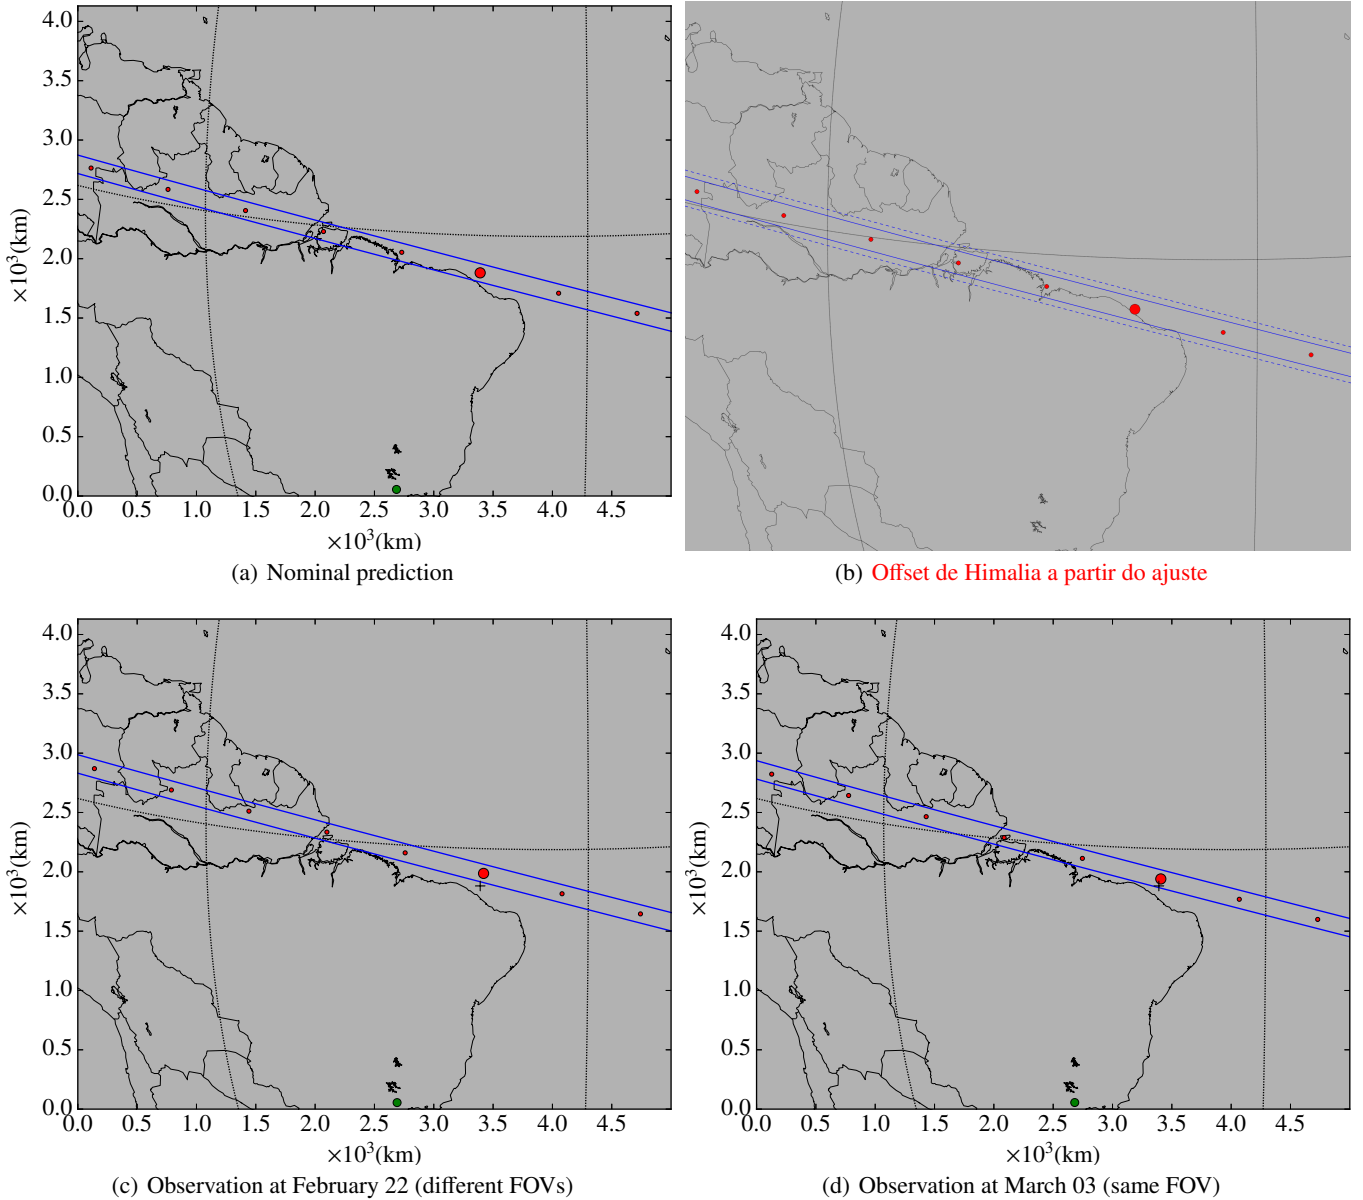 4.0
3.5
3.0
2.5
2.0
1.5
1.0
0.5
0.0
×10³(km)
0.0 0.5 1.0 1.5 2.0 2.5 3.0 3.5 4.0 4.5
×10³(km)
(a) Nominal prediction
(b) Offset de Himalia a partir do ajuste
4.0
3.5
3.0
2.5
2.0
1.5
1.0
0.5
0.0
×10³(km)
0.0 0.5 1.0 1.5 2.0 2.5 3.0 3.5 4.0 4.5
×10³(km)
(c) Observation at February 22 (different FOVs)
4.0
3.5
3.0
2.5
2.0
1.5
1.0
0.5
0.0
×10³(km)
0.0 0.5 1.0 1.5 2.0 2.5 3.0 3.5 4.0 4.5
×10³(km)
(d) Observation at March 03 (same FOV)